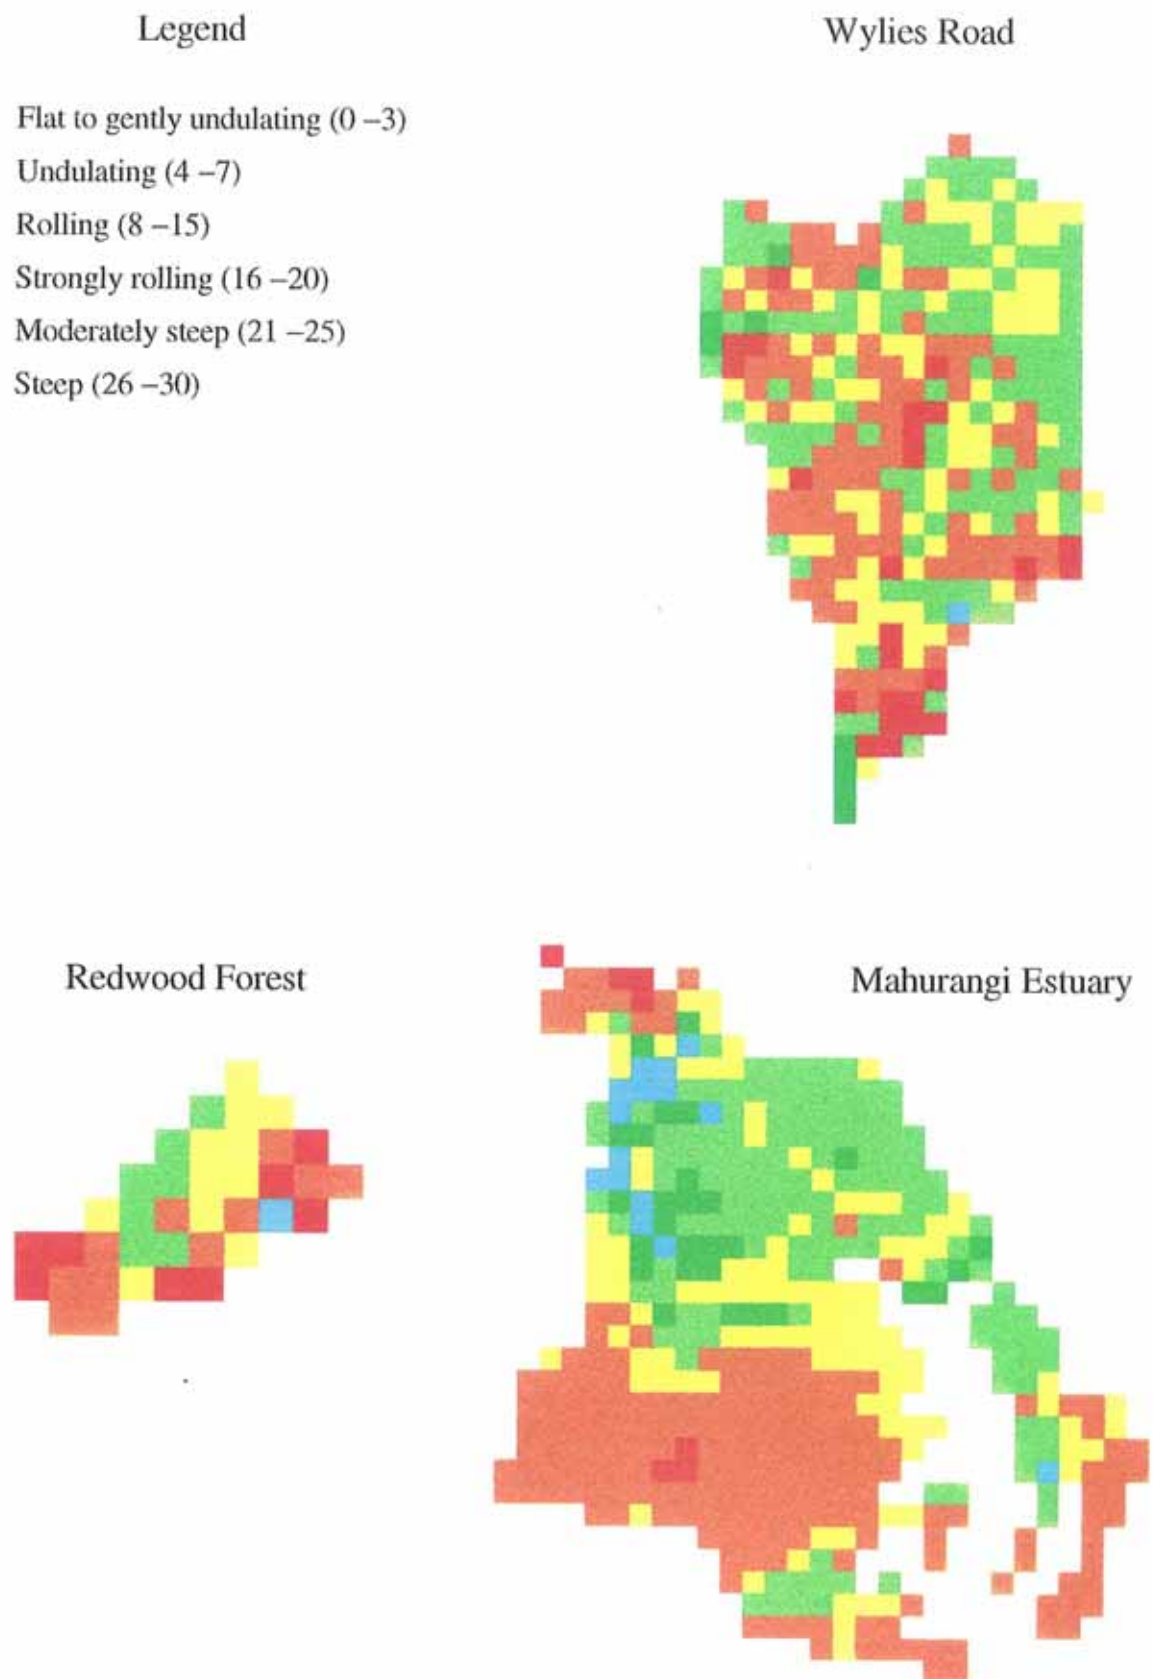 Legend
Wylies Road
Flat to gently undulating (0 –3)
Undulating (4 –7)
Rolling (8 –15)
Strongly rolling (16 –20)
Moderately steep (21 –25)
Steep (26 –30)
Redwood Forest
Mahurangi Estuary